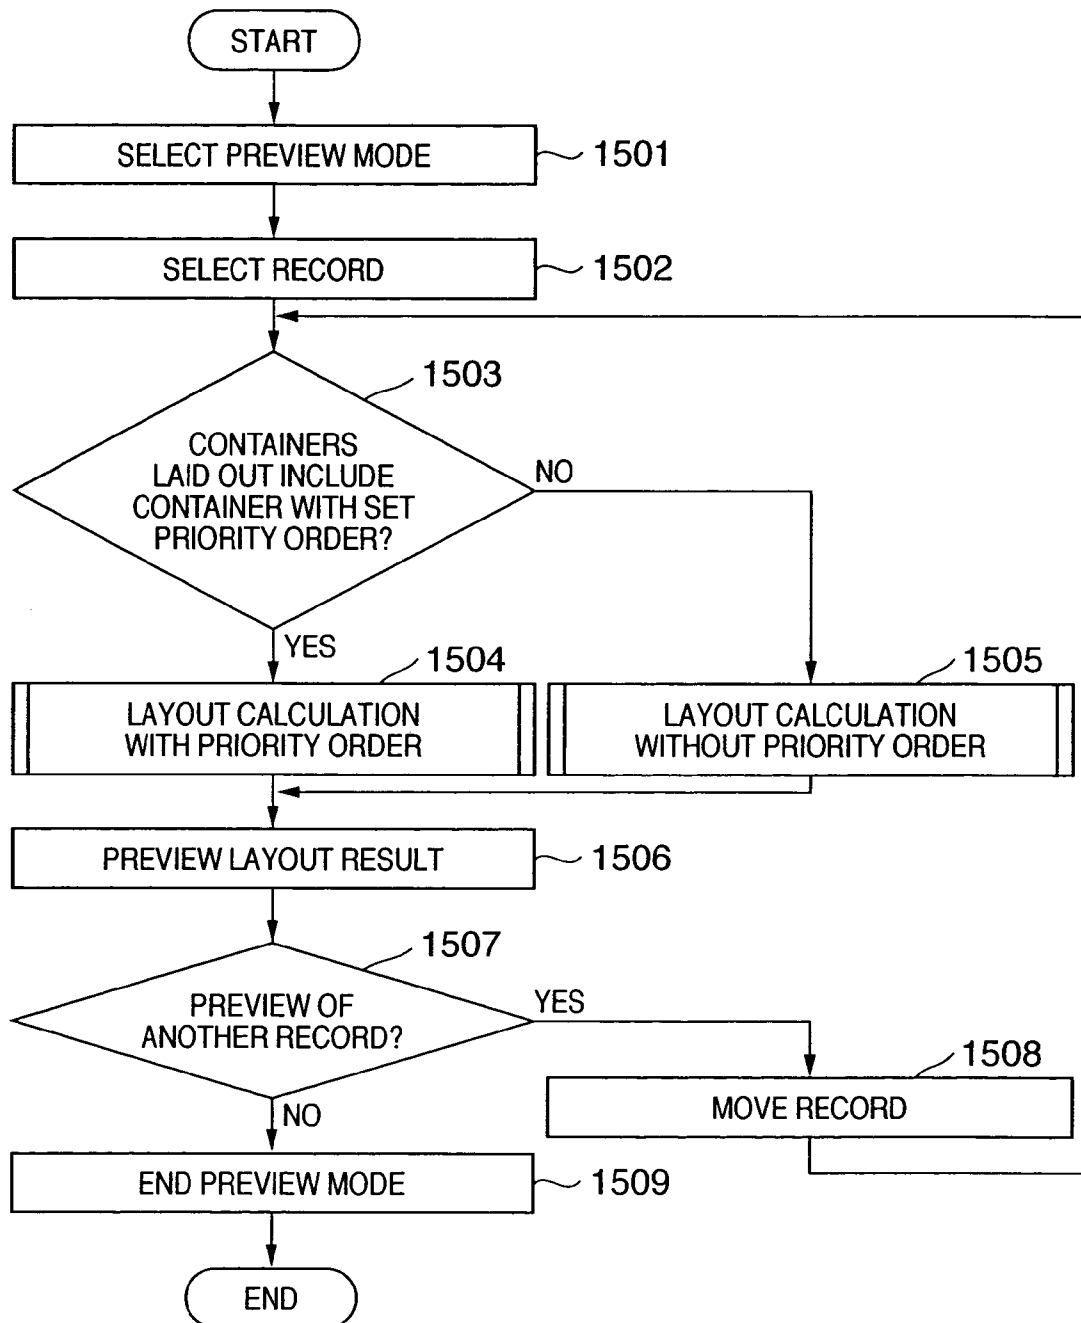 START
SELECT PREVIEW MODE
1501
SELECT RECORD
1502
1503
CONTAINERS
LAID OUT INCLUDE
CONTAINER WITH SET
PRIORITY ORDER?
NO
YES
1504
LAYOUT CALCULATION
WITH PRIORITY ORDER
1505
LAYOUT CALCULATION
WITHOUT PRIORITY ORDER
PREVIEW LAYOUT RESULT
1506
1507
PREVIEW OF
ANOTHER RECORD?
YES
NO
1508
MOVE RECORD
END PREVIEW MODE
1509
END